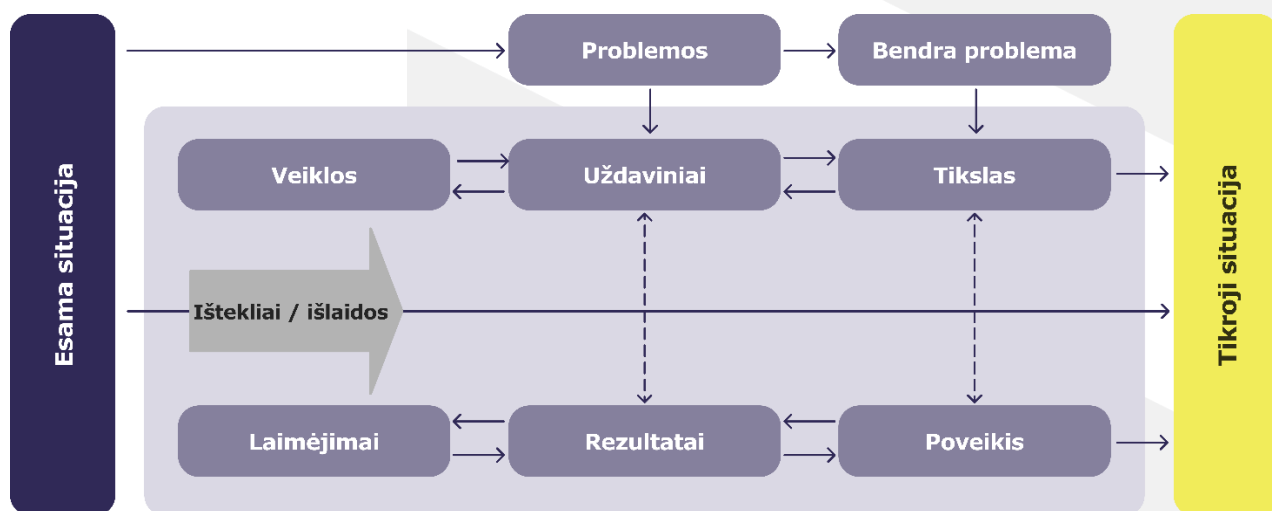 Esama situacija
Problemos
Bendra problema
Veiklos
Uždaviniai
Tikslas
Ištekliai / išlaidos
Laimėjimai
Rezultatai
Poveikis
Tikroji situacija